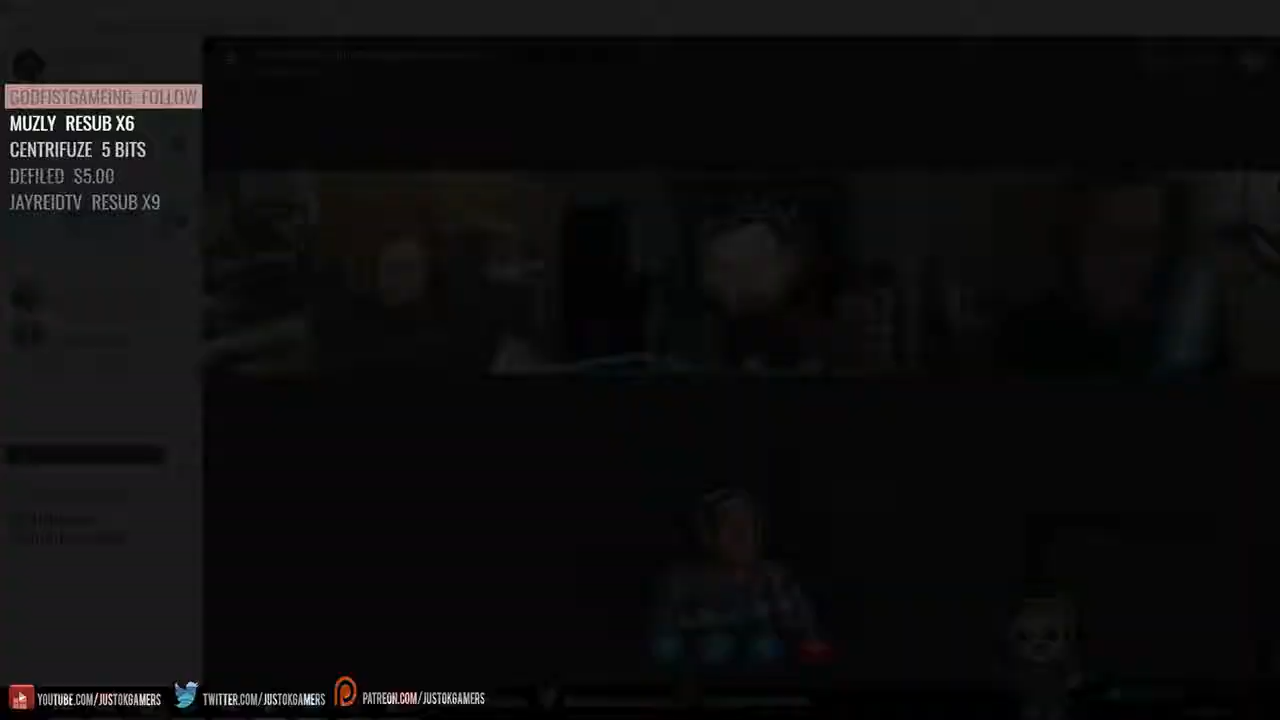 GODFISTGAMEING FOLLOW
MUZLY RESUB X6
CENTRIFUZE 5 BITS
DEFILED $5.00
JAYREIDTV RESUB X9
YOUTUBE.COM/JUSTOKGAMERS TWITTER.COM/JUSTOKGAMERS PATREON.COM/JUSTOKGAMERS